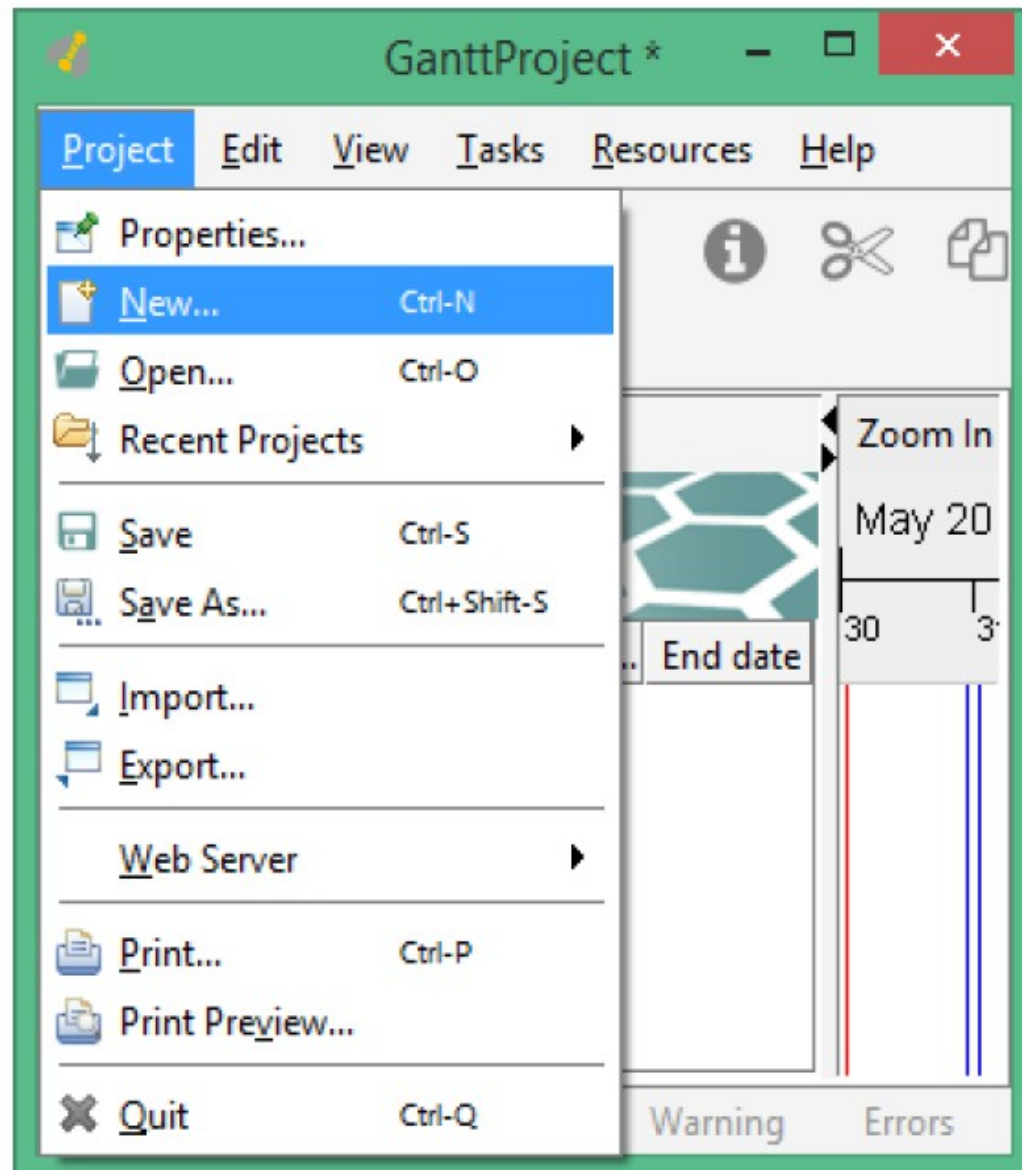 GanttProject *
Project Edit View Tasks Resources Help
Properties...
New... Ctrl-N
Open... Ctrl-O
Recent Projects
Zoom In
Save Ctrl-S
May 20
Save As... Ctrl+Shift-S
30
.. End date
Import...
Export...
Web Server
Print... Ctrl-P
Print Preview...
Quit Ctrl-Q
Warning Errors